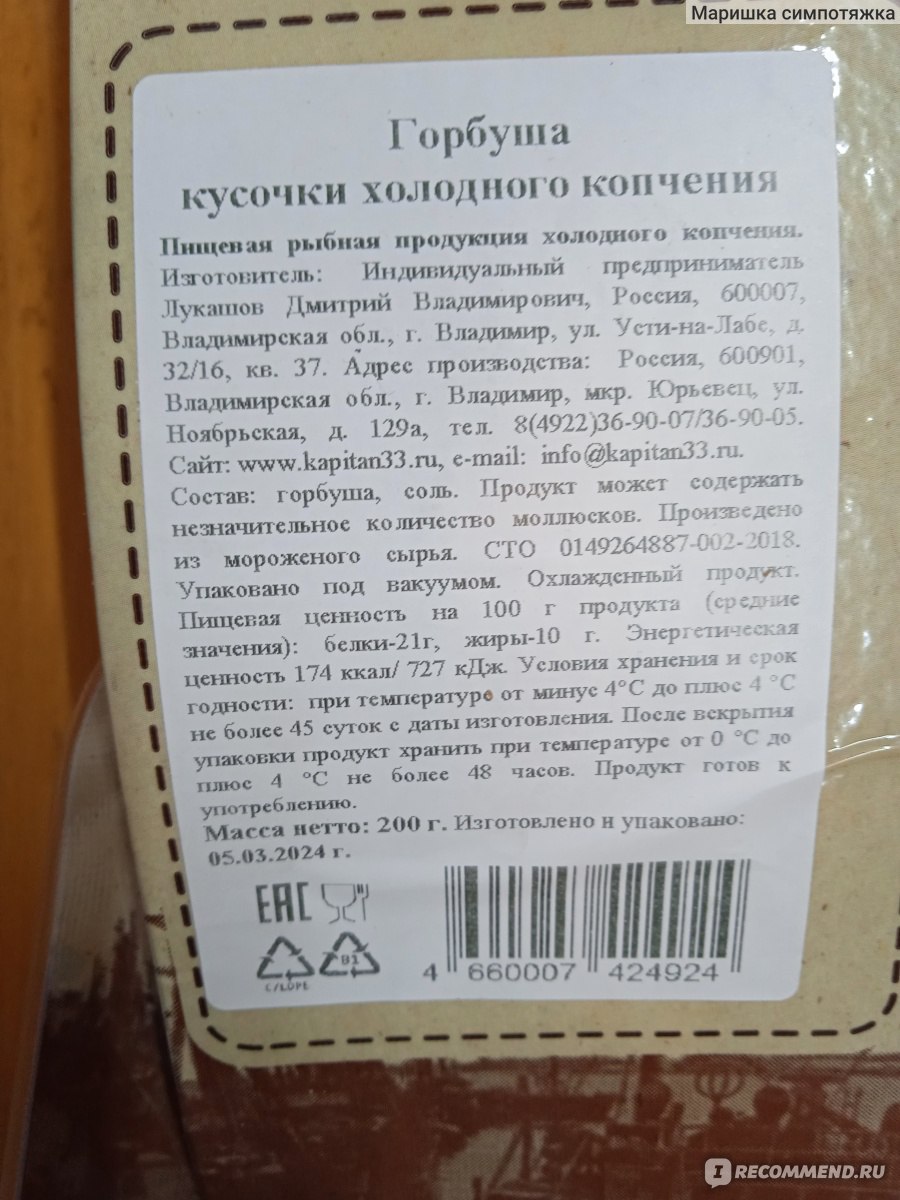 Маришка симпотяжка
Горбуша
кусочки холодного копчения
Пищевая рыбная продукция холодного копчения.
Изготовитель: Индивидуальный предприниматель
Лукашов Дмитрий Владимирович, Россия, 600007,
Владимирская обл., г. Владимир, ул. Усти-на-Лабе, д.
32/16, кв. 37. Адрес производства: Россия, 600901,
Владимирская обл., г. Владимир, мкр. Юрьевец, ул.
Ноябрьская, д. 129а, тел. 8(4922)36-90-07/36-90-05.
Сайт: www.kapitan33.ru, e-mail: info@kapitan33.ru.
Состав: горбуша, соль. Продукт может содержать
незначительное количество моллюсков. Произведено
из мороженого сырья. СТО 0149264887-002-2018.
Упаковано под вакуумом. Охлажденный продукт.
Пищевая ценность на 100 г продукта (средние
значения): белки-21г, жиры-10 г. Энергетическая
ценность 174 ккал/ 727 кДж. Условия хранения и срок
годности: при температуре от минус 4°С до плюс 4 °С
не более 45 суток с даты изготовления. После вскрытия
упаковки продукт хранить при температуре от 0 °С до
плюс 4 °С не более 48 часов. Продукт готов к
употреблению.
Масса нетто: 200 г. Изготовлено и упаковано:
05.03.2024 г.
EAC
81
C/LDPE
4 660007 424924
IRECOMMEND.RU